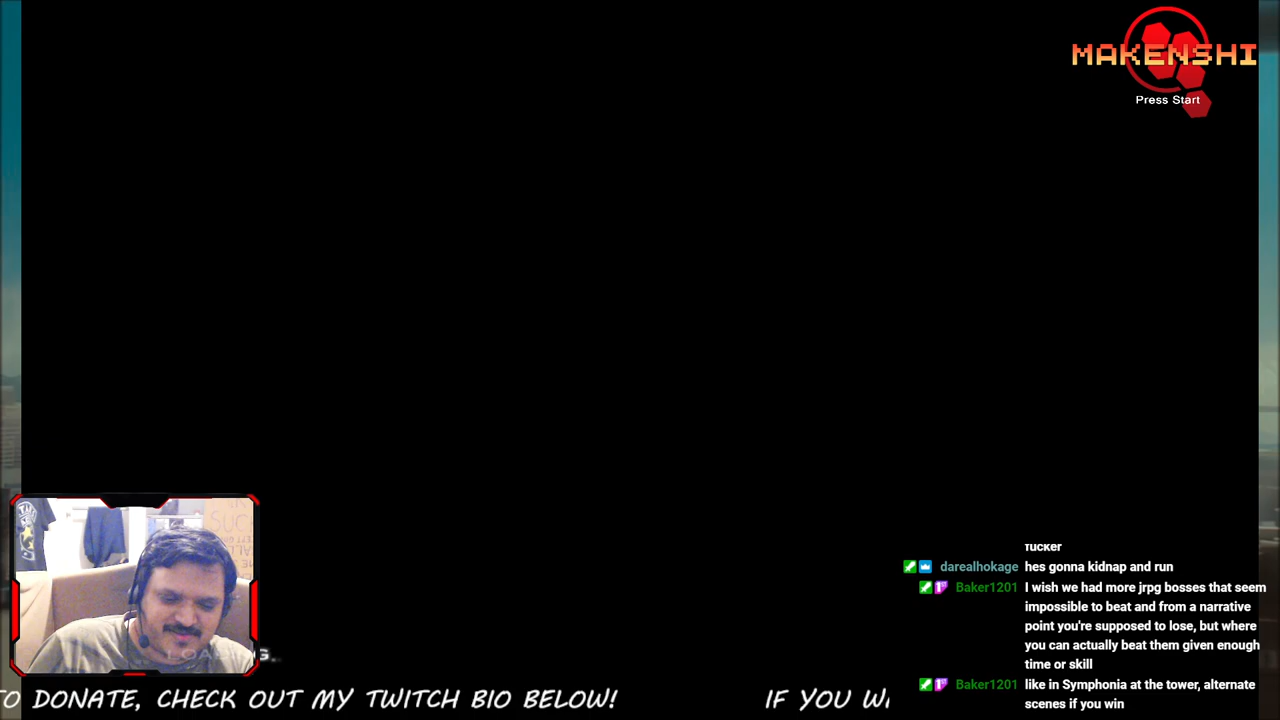 MAKENSHI
Press Start
fucker
darealhokage hes gonna kidnap and run
Baker1201 I wish we had more jrpg bosses that seem
impossible to beat and from a narrative
point you're supposed to lose, but where
you can actually beat them given enough
time or skill
Baker1201 like in Symphonia at the tower, alternate
scenes if you win
LOADING..
TO DONATE, CHECK OUT MY TWITCH BIO BELOW! IF YOU WI